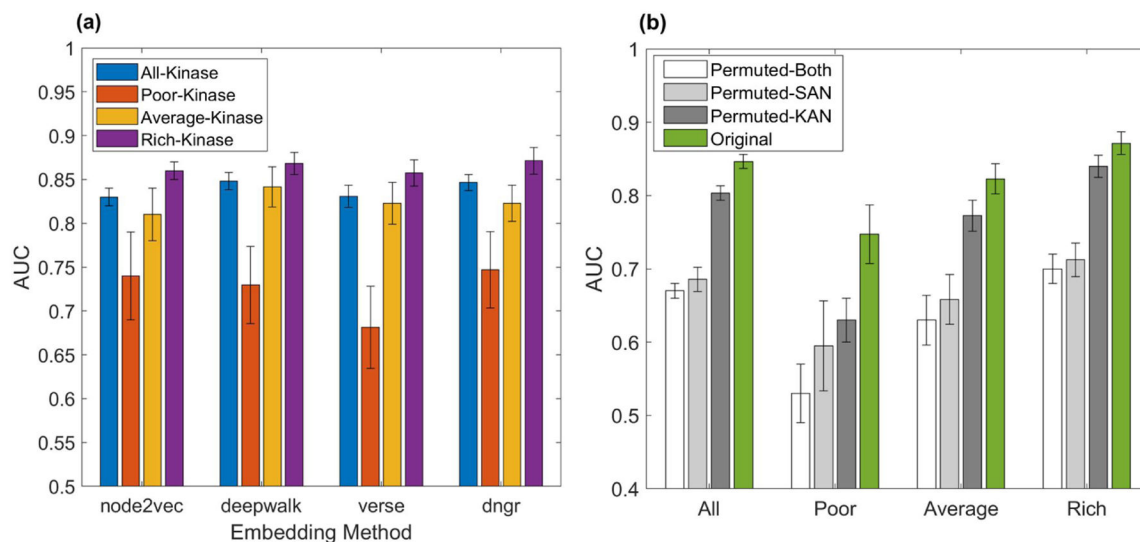 (a)
1
0.95
0.9
0.85
0.8
0.75
0.7
0.65
0.6
0.55
0.5
AUC
All-Kinase
Poor-Kinase
Average-Kinase
Rich-Kinase
node2vec deepwalk verse dngr
Embedding Method
(b)
1
0.9
0.8
0.7
0.6
0.5
0.4
AUC
Permuted-Both
Permuted-SAN
Permuted-KAN
Original
All Poor Average Rich